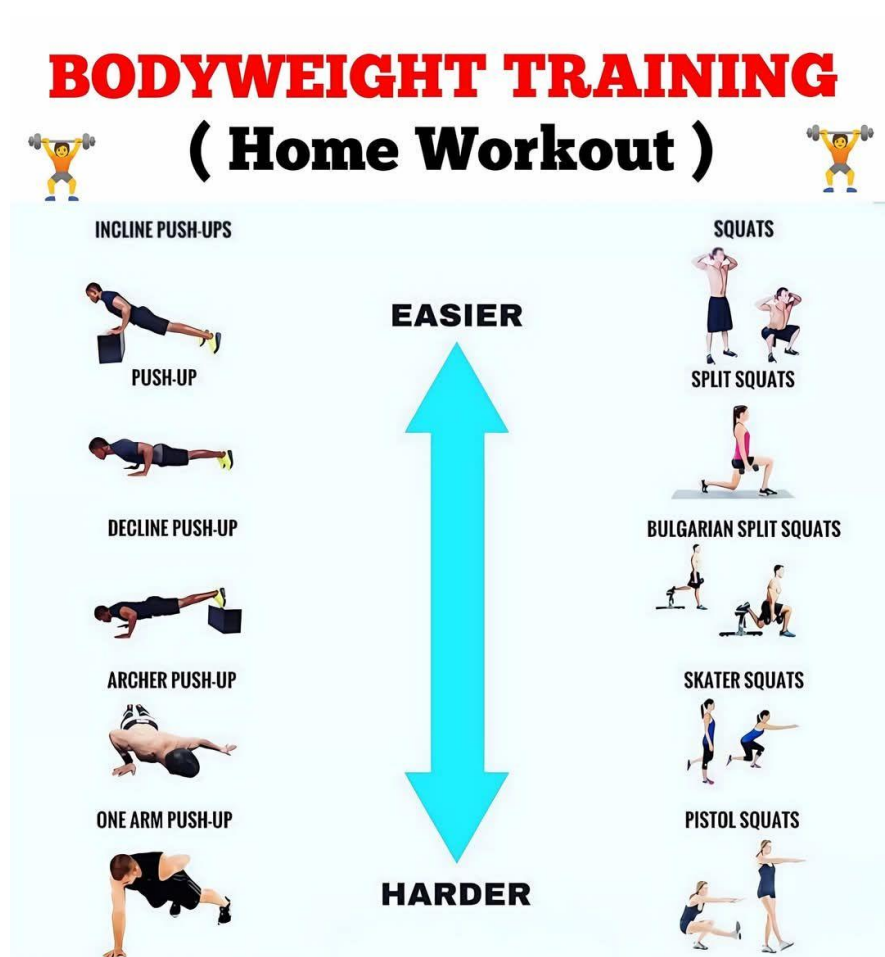 BODYWEIGHT TRAINING
( Home Workout )
INCLINE PUSH-UPS
PUSH-UP
DECLINE PUSH-UP
ARCHER PUSH-UP
ONE ARM PUSH-UP
EASIER
HARDER
SQUATS
SPLIT SQUATS
BULGARIAN SPLIT SQUATS
SKATER SQUATS
PISTOL SQUATS